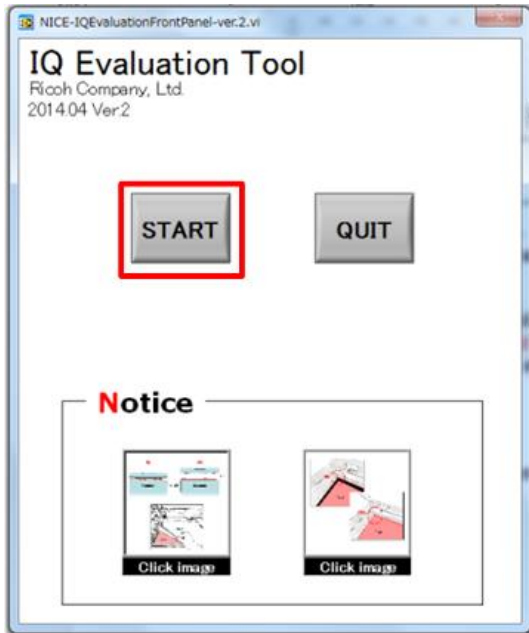 NICE-IQEvaluationFrontPanel-ver.2.vi
IQ Evaluation Tool
Ricoh Company, Ltd.
2014.04 Ver.2
START
QUIT
Notice
Click image
Click image